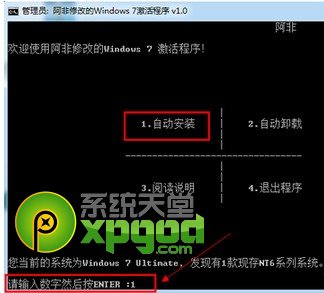 管理员: 阿非修改的Windows 7激活程序 v1.0
阿非
欢迎使用阿非修改的Windows 7 激活程序!
1.自动安装 2.自动卸载
3.阅读说明 4.退出程序
系统天堂
xpgod
.com
您当前的系统为Windows 7 Ultimate, 发现有1款现存NT6系列系统.
请输入数字然后按ENTER :1